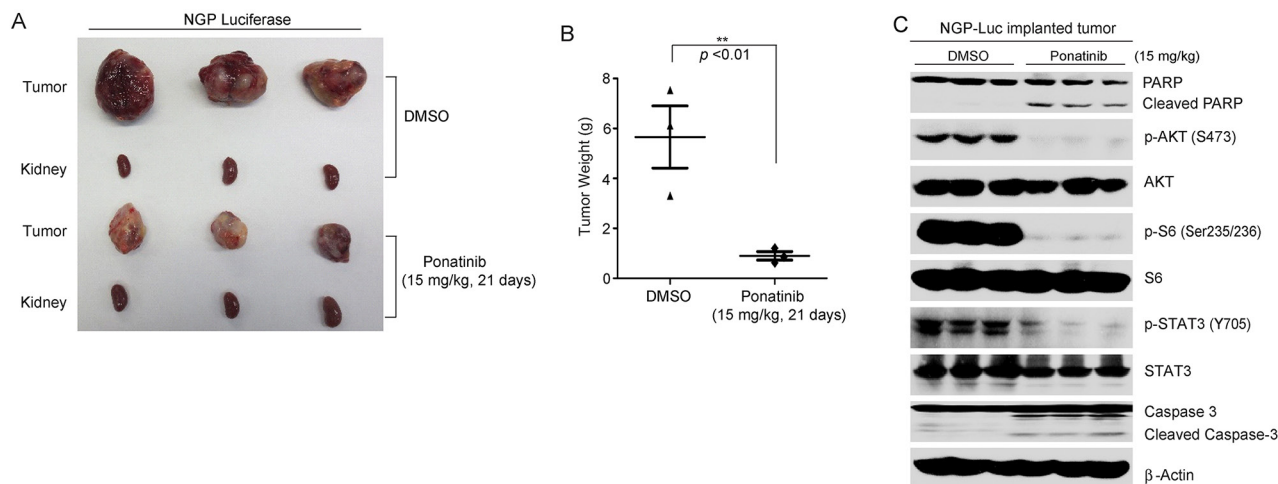 A
NGP Luciferase
Tumor
DMSO
Kidney
Tumor
Ponatinib
(15 mg/kg, 21 days)
Kidney
B
**
p <0.01
Tumor Weight (g)
8
6
4
2
0
DMSO
Ponatinib
(15 mg/kg, 21 days)
C
NGP-Luc implanted tumor
DMSO Ponatinib (15 mg/kg)
PARP
Cleaved PARP
p-AKT (S473)
AKT
p-S6 (Ser235/236)
S6
p-STAT3 (Y705)
STAT3
Caspase 3
Cleaved Caspase-3
β-Actin